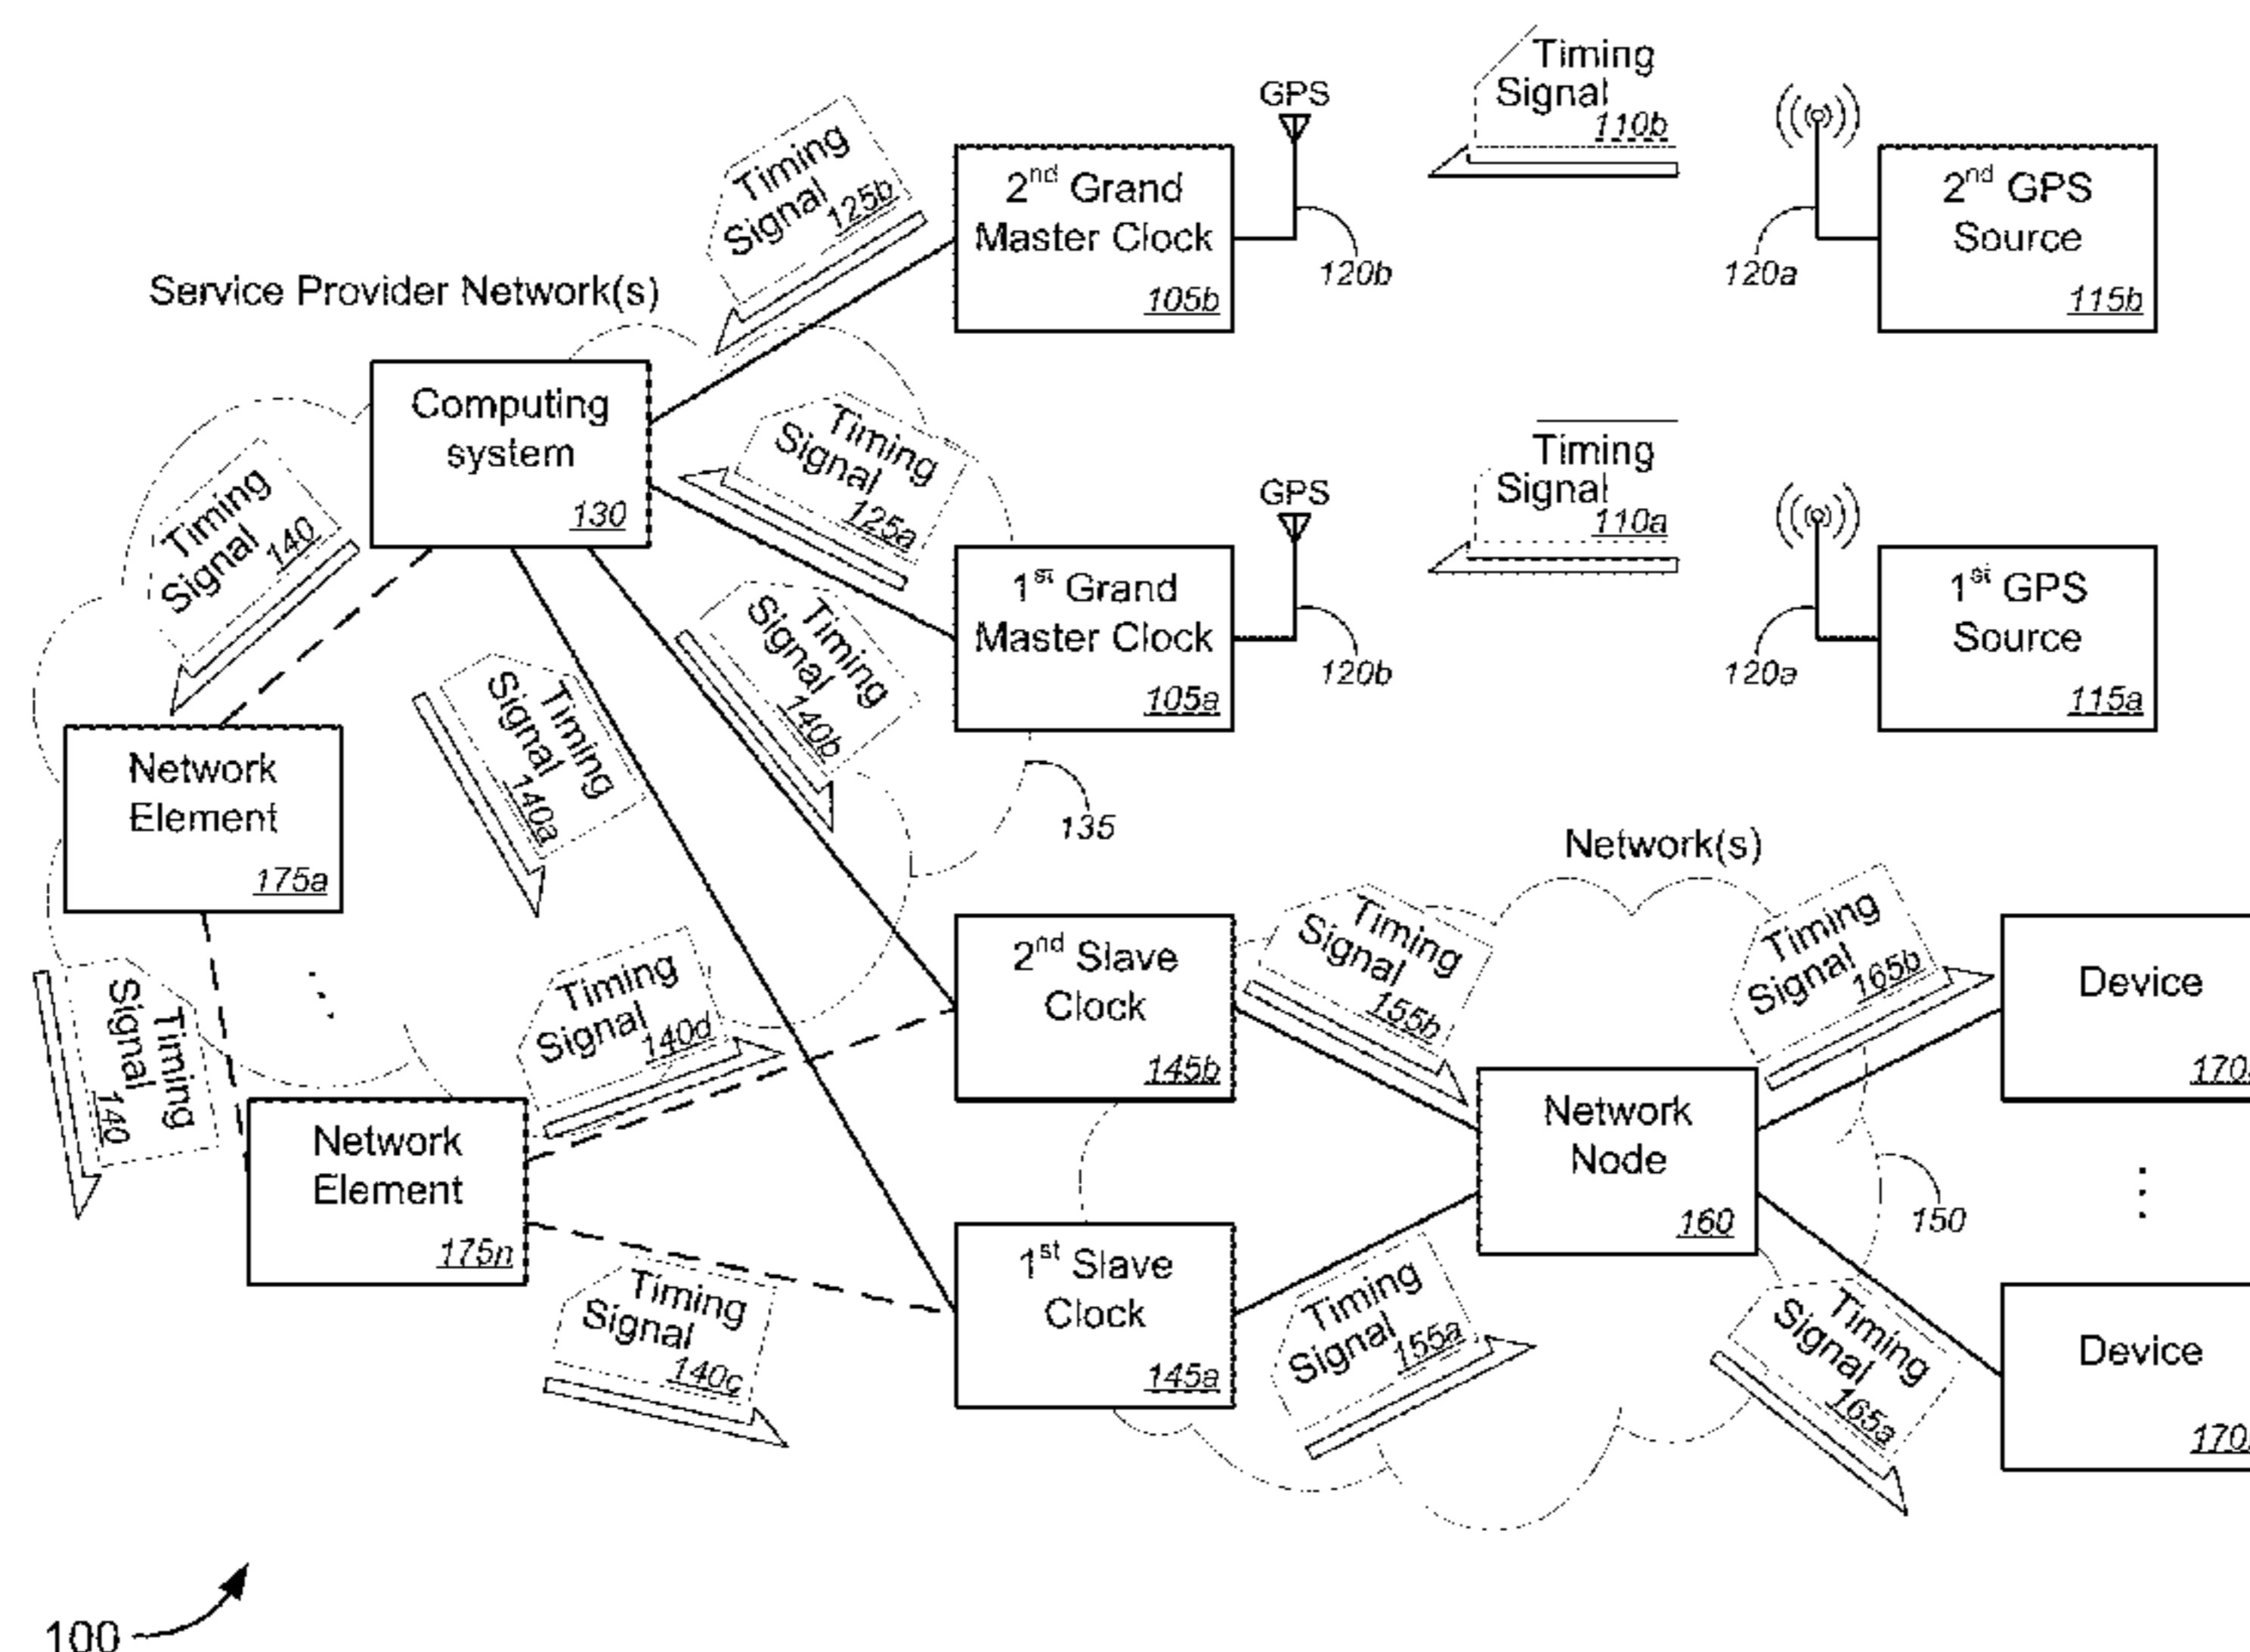 Timing
Signal
110b
GPS
Timing
Signal
125b
2nd Grand
Master Clock
105b
120b
120a
2nd GPS
Source
115b
Service Provider Network(s)
Computing
system
130
Timing
Signal
125a
GPS
Timing
Signal
110a
Timing
Signal
140
1st Grand
Master Clock
105a
120b
120a
1st GPS
Source
115a
Timing
Signal
140b
Timing
Signal
140a
Network
Element
175a
135
Network(s)
Timing
Signal
140
Timing
Signal
140d
2nd Slave
Clock
145b
Timing
Signal
155b
Timing
Signal
165b
Device
Network
Element
175n
Network
Node
160
150
Timing
Signal
140c
1st Slave
Clock
145a
Timing
Signal
155a
Timing
Signal
165a
Device
100